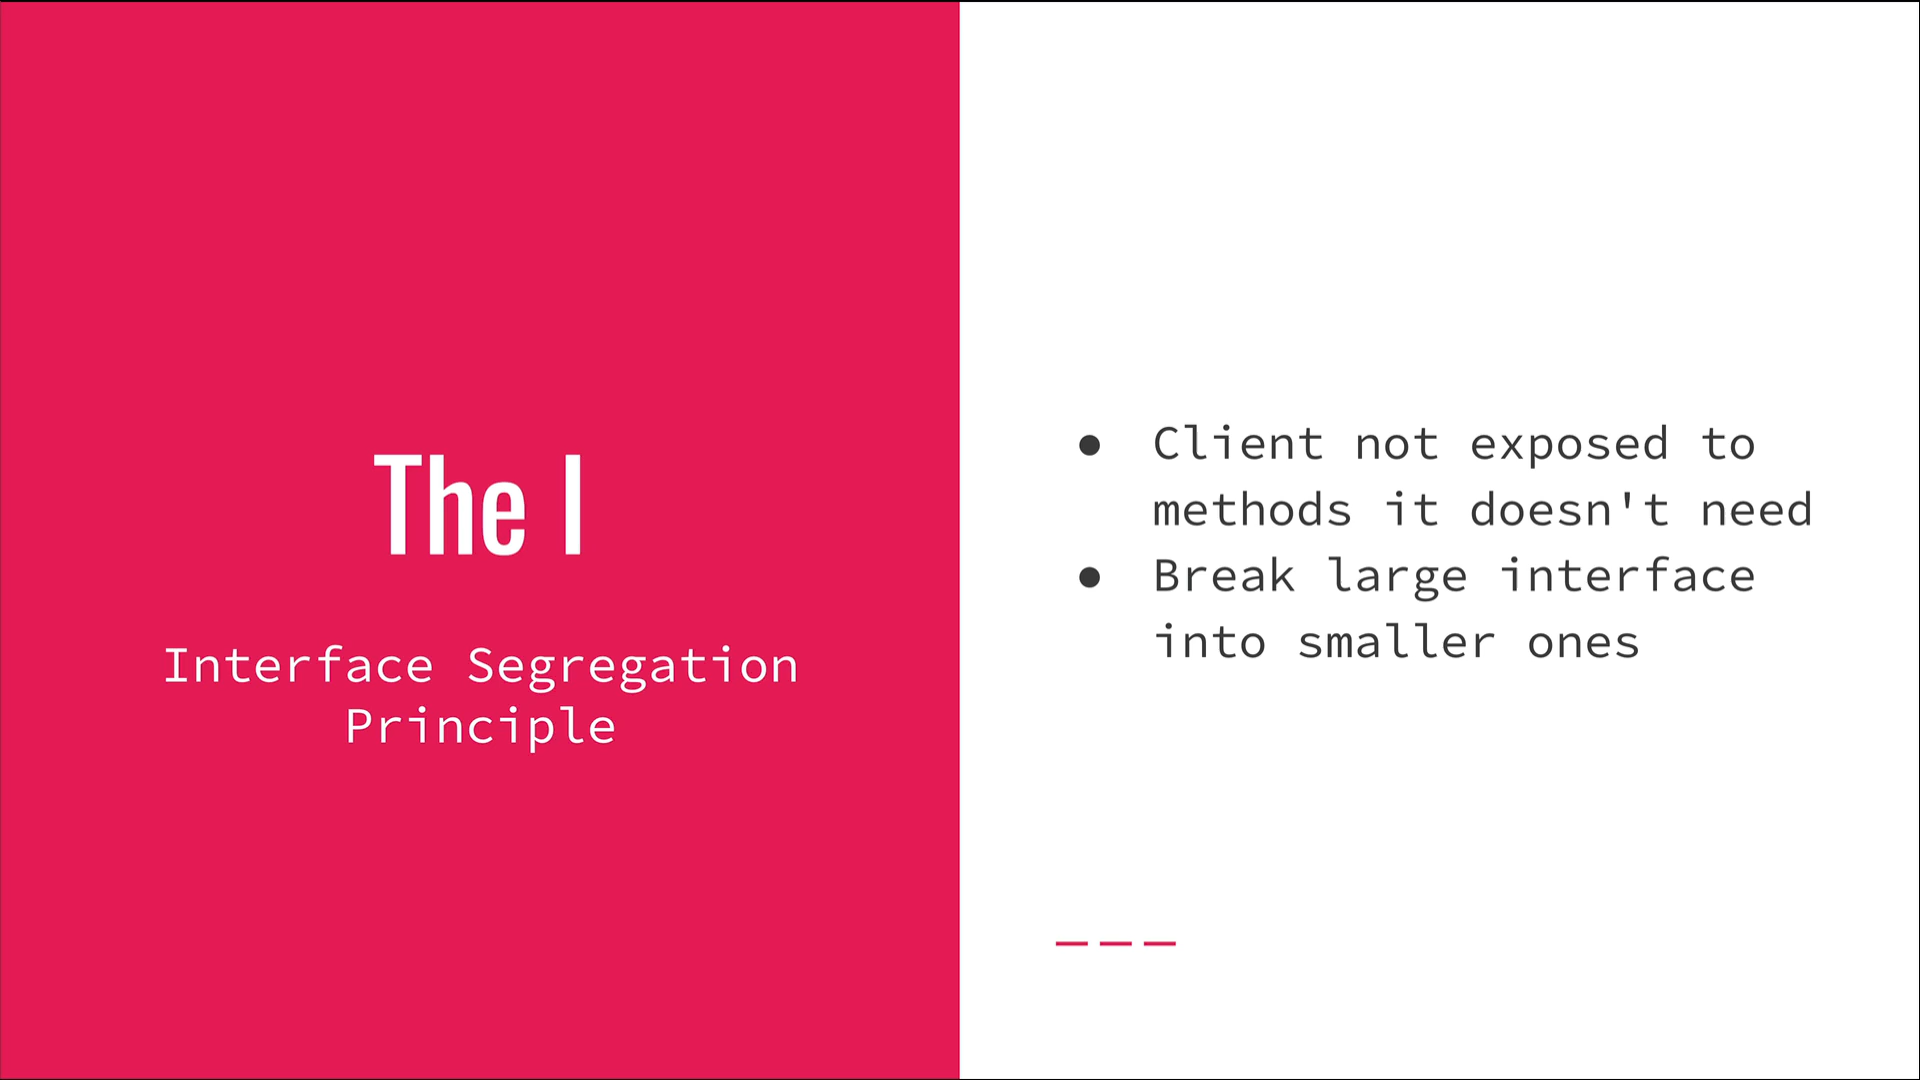 The I
Interface Segregation
Principle
● Client not exposed to
methods it doesn't need
● Break large interface
into smaller ones